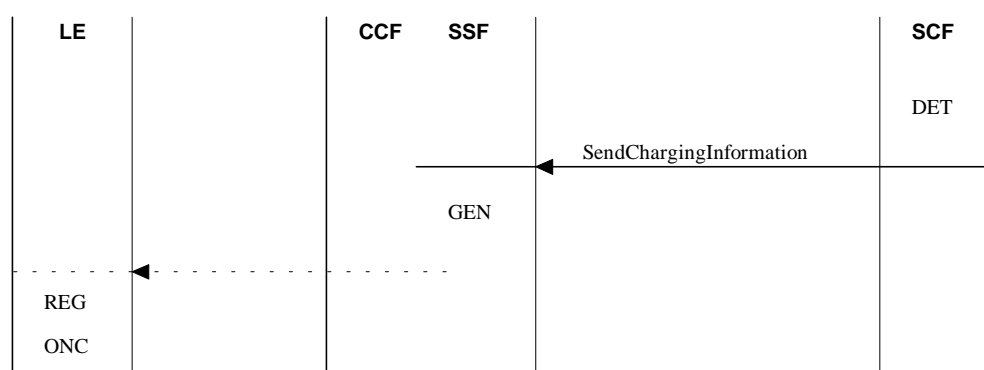 LE CCF SSF SCF
DET
SendChargingInformation
GEN
REG
ONC